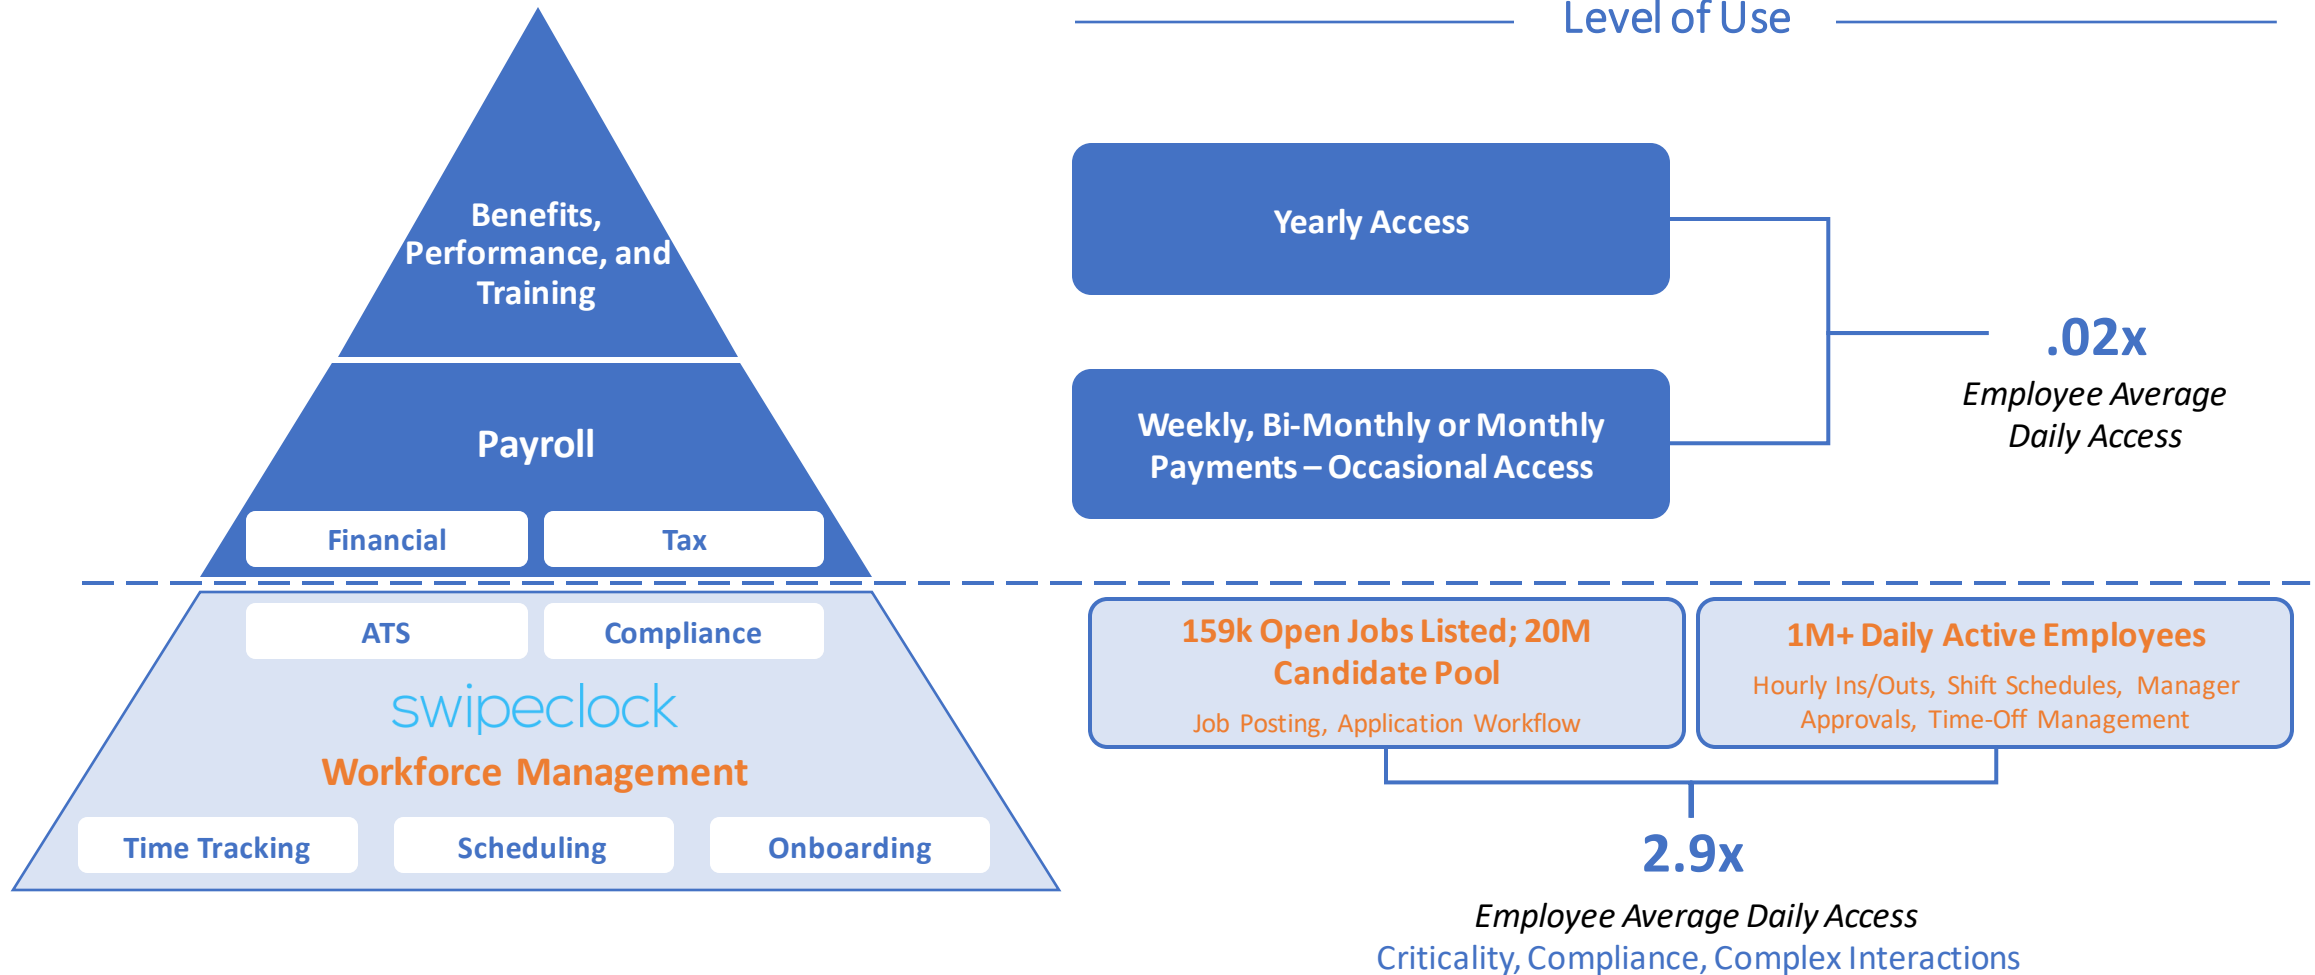 Level of Use
Benefits,
Performance, and
Training
Yearly Access
.02x
Employee Average
Daily Access
Payroll
Weekly, Bi-Monthly or Monthly
Payments – Occasional Access
Financial
Tax
ATS
Compliance
swipeclock
Workforce Management
Time Tracking
Scheduling
Onboarding
159k Open Jobs Listed; 20M
Candidate Pool
Job Posting, Application Workflow
1M+ Daily Active Employees
Hourly Ins/Outs, Shift Schedules, Manager
Approvals, Time-Off Management
2.9x
Employee Average Daily Access
Criticality, Compliance, Complex Interactions